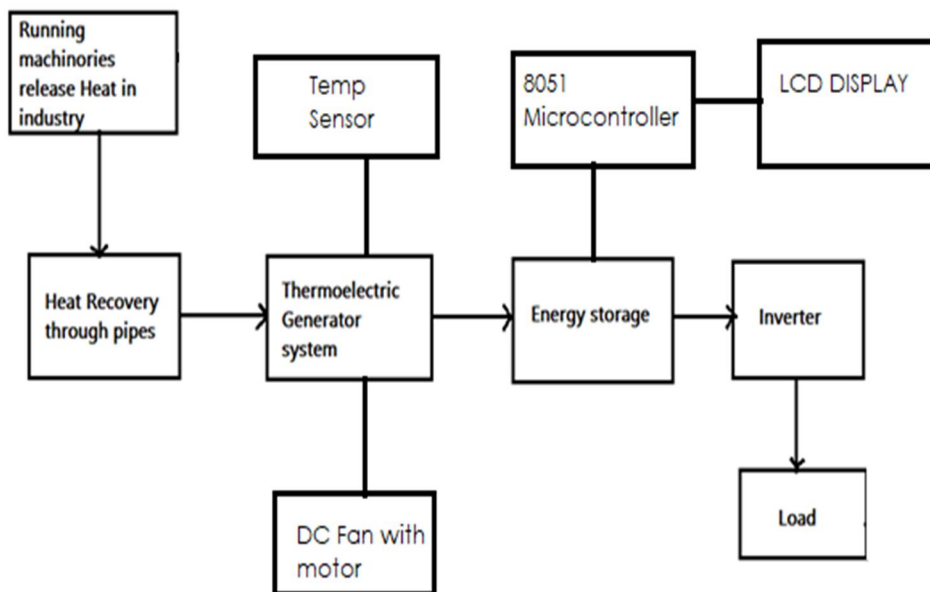 Running
machinories
release Heat in
industry
Temp
Sensor
8051
Microcontroller
LCD DISPLAY
Heat Recovery
through pipes
Thermoelectric
Generator
system
Energy storage
Inverter
DC Fan with
motor
Load